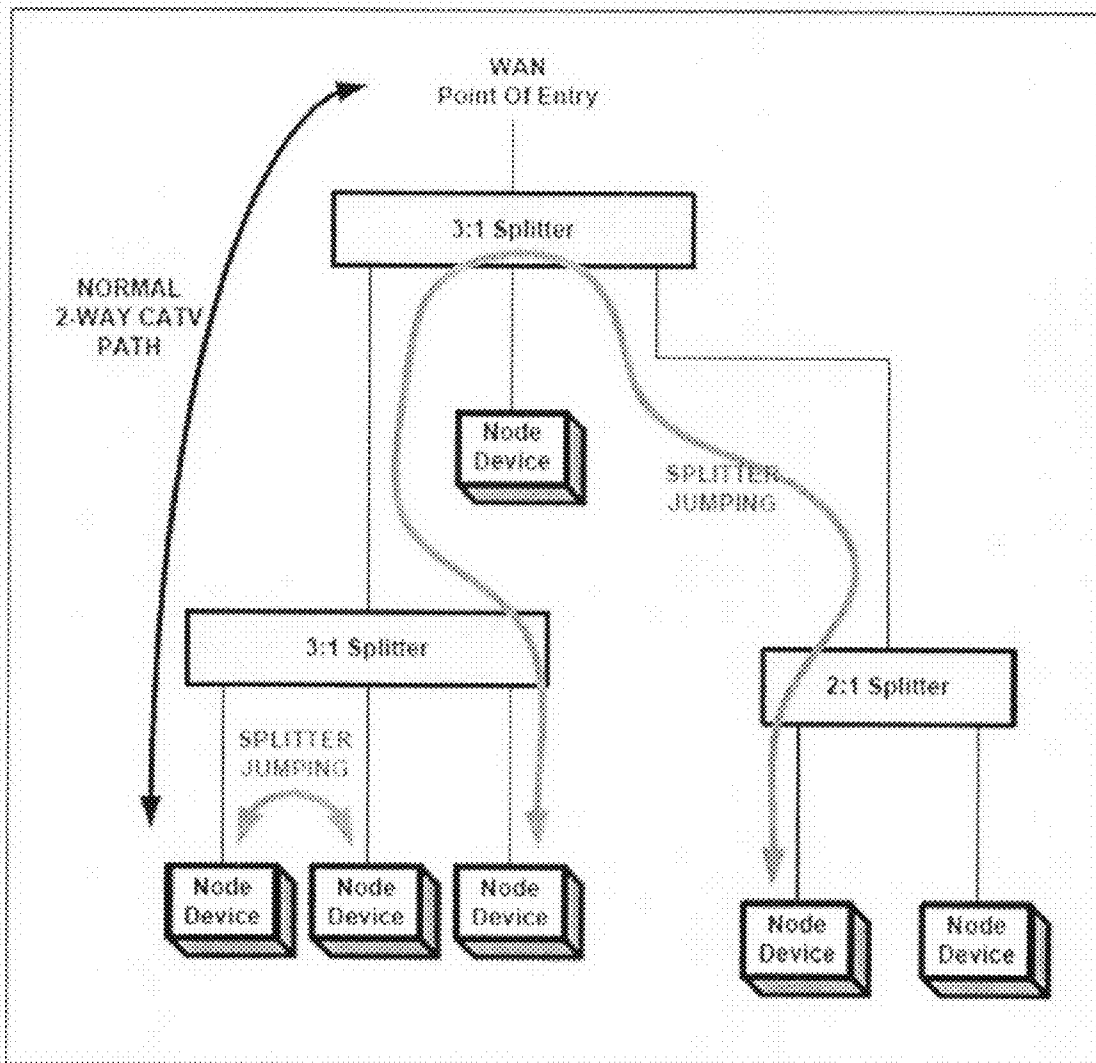 WAN
Point Of Entry
3:1 Splitter
NORMAL
2-WAY CATV
PATH
Node
Device
SPLITTER
JUMPING
3:1 Splitter
2:1 Splitter
SPLITTER
JUMPING
Node
Device
Node
Device
Node
Device
Node
Device
Node
Device